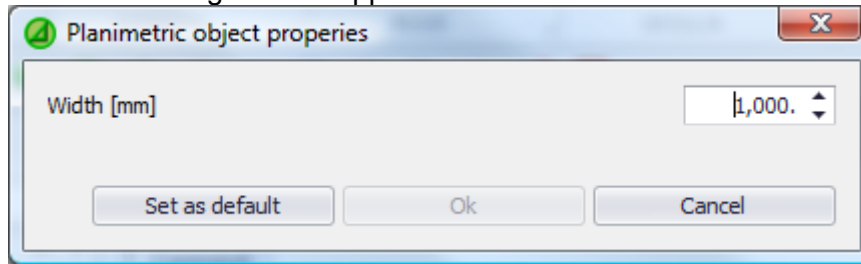 Planimetric object properies
Width [mm] 1,000.
Set as default Ok Cancel